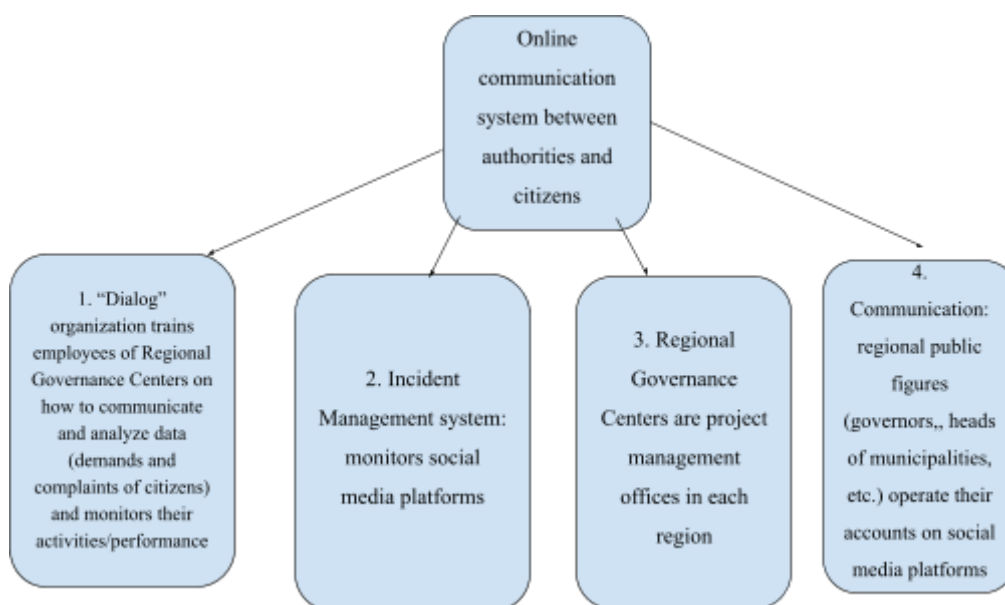 Online
communication
system between
authorities and
citizens
1. “Dialog”
organization trains
employees of Regional
Governance Centers on
how to communicate
and analyze data
(demands and
complaints of citizens)
and monitors their
activities/performance
2. Incident
Management system:
monitors social
media platforms
3. Regional
Governance
Centers are project
management
offices in each
region
4.
Communication:
regional public
figures
(governors,, heads
of municipalities,
etc.) operate their
accounts on social
media platforms